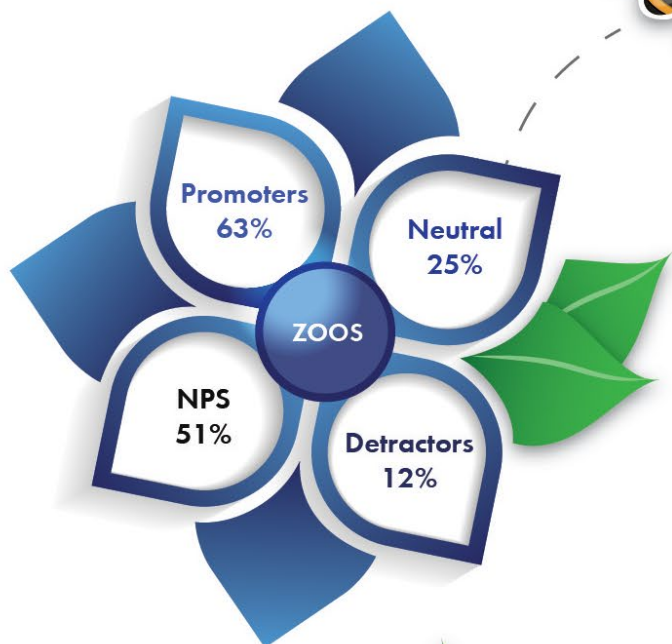 Promoters
63%
Neutral
25%
ZOOS
NPS
51%
Detractors
12%